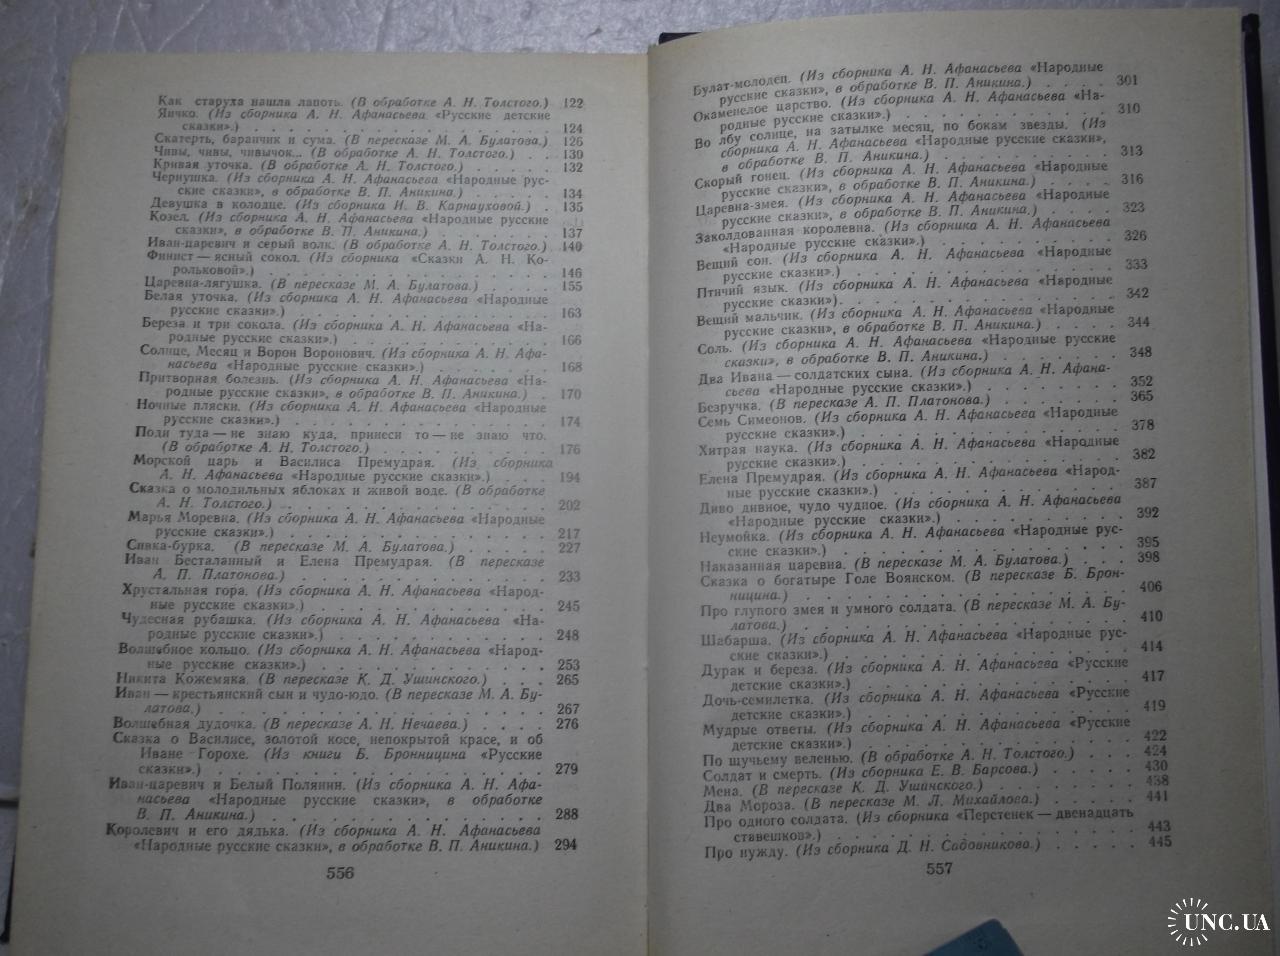 Как старуха нашла лапоть. (В обработке А. Н. Толстого.) 122
Яичко. (Из сборника А. Н. Афанасьева «Русские детские
сказки».) . . . . . . . . . . . . . . . . 124
Скатерть, баранчик и сума. (В пересказе М. А. Булатова.) 126
Чивы, чивы, чивычок... (В обработке А. Н. Толстого.) . . 130
Кривая уточка. (В обработке А. Н. Толстого.) . . . . . 132
Чернушка. (Из сборника А. Н. Афанасьева «Народные рус-
ские сказки», в обработке В. П. Аникина.) . . . . . 134
Девушка в колодце. (Из сборника И. В. Карнауховой.) . 135
Козел. (Из сборника А. Н. Афанасьева «Народные русские
сказки», в обработке В. П. Аникина.) . . . . . . . 137
Иван-царевич и серый волк. (В обработке А. Н. Толстого.) 140
Финист — ясный сокол. (Из сборника «Сказки А. Н. Ко-
рольковой».) . . . . . . . . . . . . . . . 146
Царевна-лягушка. (В пересказе М. А. Булатова.) . . . . 155
Белая уточка. (Из сборника А. Н. Афанасьева «Народные
русские сказки».) . . . . . . . . . . . . . 163
Береза и три сокола. (Из сборника А. Н. Афанасьева «На-
родные русские сказки».) . . . . . . . . . . 166
Солнце, Месяц и Ворон Воронович. (Из сборника А. Н. Афа-
насьева «Народные русские сказки».) . . . . . . 168
Притворная болезнь. (Из сборника А. Н. Афанасьева «На-
родные русские сказки», в обработке В. П. Аникина.) . 170
Ночные пляски. (Из сборника А. Н. Афанасьева «Народные
русские сказки».) . . . . . . . . . . . . . 174
Поди туда — не знаю куда, принеси то — не знаю что.
(В обработке А. Н. Толстого.) . . . . . . . . . 176
Морской царь и Василиса Премудрая. (Из сборника
А. Н. Афанасьева «Народные русские сказки».) . . . 194
Сказка о молодильных яблоках и живой воде. (В обработке
А. Н. Толстого.) . . . . . . . . . . . . . 202
Марья Моревна. (Из сборника А. Н. Афанасьева «Народные
русские сказки».) . . . . . . . . . . . . . 217
Сивка-бурка. (В пересказе М. А. Булатова.) . . . . . 227
Иван Бесталанный и Елена Премудрая. (В пересказе
А. П. Платонова.) . . . . . . . . . . . . . 233
Хрустальная гора. (Из сборника А. Н. Афанасьева «Народ-
ные русские сказки».) . . . . . . . . . . . 245
Чудесная рубашка. (Из сборника А. Н. Афанасьева «На-
родные русские сказки».) . . . . . . . . . . 248
Волшебное кольцо. (Из сборника А. Н. Афанасьева «Народ-
ные русские сказки».) . . . . . . . . . . . 253
Никита Кожемяка. (В пересказе К. Д. Ушинского.) . . . 265
Иван — крестьянский сын и чудо-юдо. (В пересказе М. А. Бу-
латова.) . . . . . . . . . . . . . . . . 267
Волшебная дудочка. (В пересказе А. Н. Нечаева.) . . . 276
Сказка о Василисе, золотой косе, непокрытой красе, и об
Иване Горохе. (Из книги Б. Бронницина «Русские
сказки».) . . . . . . . . . . . . . . . . 279
Иван-царевич и Белый Полянин. (Из сборника А. Н. Афа-
насьева «Народные русские сказки», в обработке
В. П. Аникина.) . . . . . . . . . . . . . . 288
Королевич и его дядька. (Из сборника А. Н. Афанасьева
«Народные русские сказки», в обработке В. П. Аникина.) 294
556
Булат-молодец. (Из сборника А. Н. Афанасьева «Народные
русские сказки», в обработке В. П. Аникина.) . . . . 301
Окаменелое царство. (Из сборника А. Н. Афанасьева «На-
родные русские сказки».) . . . . . . . . . . 310
Во лбу солнце, на затылке месяц, по бокам звезды. (Из
сборника А. Н. Афанасьева «Народные русские сказки»,
в обработке В. П. Аникина.) . . . . . . . . . 313
Скорый гонец. (Из сборника А. Н. Афанасьева «Народные
русские сказки», в обработке В. П. Аникина.) . . . . 316
Царевна-змея. (Из сборника А. Н. Афанасьева «Народные
русские сказки», в обработке В. П. Аникина.) . . . . 323
Заколдованная королевна. (Из сборника А. Н. Афанасьева
«Народные русские сказки».) . . . . . . . . . 326
Вещий сон. (Из сборника А. Н. Афанасьева «Народные
русские сказки».) . . . . . . . . . . . . . 333
Птичий язык. (Из сборника А. Н. Афанасьева «Народные
русские сказки»). . . . . . . . . . . . . . 342
Вещий мальчик. (Из сборника А. Н. Афанасьева «Народные
русские сказки», в обработке В. П. Аникина.) . . . . 344
Соль. (Из сборника А. Н. Афанасьева «Народные русские
сказки», в обработке В. П. Аникина.) . . . . . . . 348
Два Ивана — солдатских сына. (Из сборника А. Н. Афана-
сьева «Народные русские сказки».) . . . . . . . 352
Безручка. (В пересказе А. П. Платонова.) . . . . . . 365
Семь Симеонов. (Из сборника А. Н. Афанасьева «Народные
русские сказки».) . . . . . . . . . . . . . 378
Хитрая наука. (Из сборника А. Н. Афанасьева «Народные
русские сказки».) . . . . . . . . . . . . . 382
Елена Премудрая. (Из сборника А. Н. Афанасьева «Народ-
ные русские сказки».) . . . . . . . . . . . 387
Диво дивное, чудо чудное. (Из сборника А. Н. Афанасьева
«Народные русские сказки».) . . . . . . . . . 392
Неумойка. (Из сборника А. Н. Афанасьева «Народные рус-
ские сказки».) . . . . . . . . . . . . . . 395
Наказанная царевна. (В пересказе М. А. Булатова.) . . . 398
Сказка о богатыре Голе Воянском. (В пересказе Б. Брон-
ницина.) . . . . . . . . . . . . . . . . 406
Про глупого змея и умного солдата. (В пересказе М. А. Бу-
латова.) . . . . . . . . . . . . . . . . 410
Шабарша. (Из сборника А. Н. Афанасьева «Народные рус-
ские сказки».) . . . . . . . . . . . . . . 414
Дурак и береза. (Из сборника А. Н. Афанасьева «Русские
детские сказки».) . . . . . . . . . . . . . 417
Дочь-семилетка. (Из сборника А. Н. Афанасьева «Русские
детские сказки».) . . . . . . . . . . . . . 419
Мудрые ответы. (Из сборника А. Н. Афанасьева «Русские
детские сказки».) . . . . . . . . . . . . . 422
По щучьему веленью. (В обработке А. Н. Толстого.) . . . 424
Солдат и смерть. (Из сборника Е. В. Барсова.) . . . . . 430
Мена. (В пересказе К. Д. Ушинского.) . . . . . . . 438
Два Мороза. (В пересказе М. Л. Михайлова.) . . . . . 441
Про одного солдата. (Из сборника «Перстенек — двенадцать
ставешков».) . . . . . . . . . . . . . . . 443
Про нужду. (Из сборника Д. Н. Садовникова.) . . . . . 445
557
UNC.UA